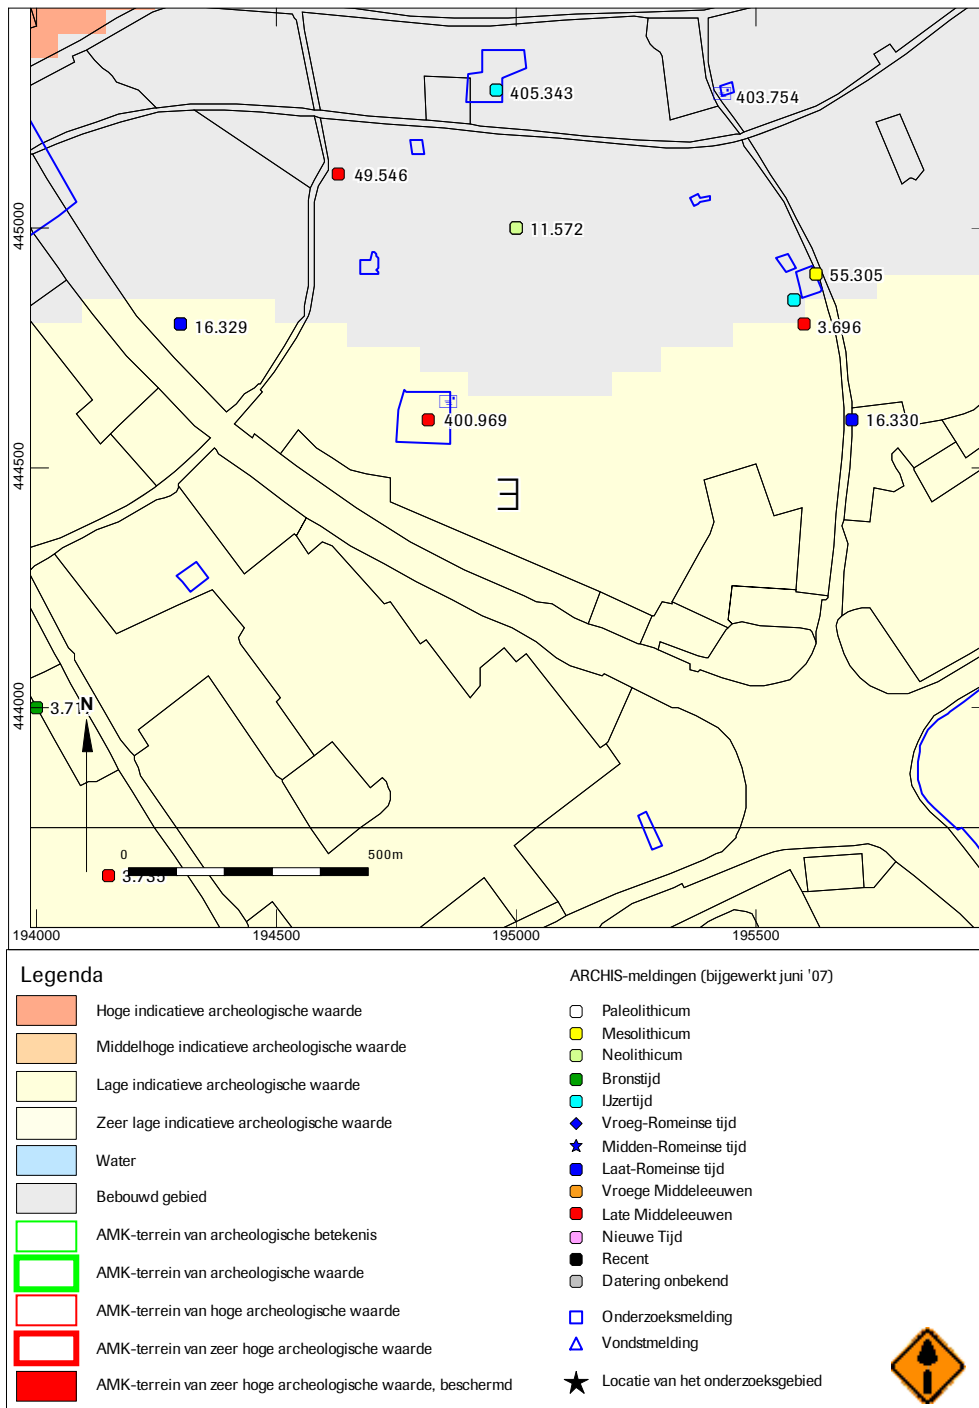 405.343
403.754
49.546
11.572
55.305
16.329
3.696
400.969
16.330
E
3.71
N
3.735
0 500m
445000
444500
444000
194000 194500 195000 195500
Legenda
Hoge indicatieve archeologische waarde
Middelhoge indicatieve archeologische waarde
Lage indicatieve archeologische waarde
Zeer lage indicatieve archeologische waarde
Water
Bebouwd gebied
AMK-terrein van archeologische betekenis
AMK-terrein van archeologische waarde
AMK-terrein van hoge archeologische waarde
AMK-terrein van zeer hoge archeologische waarde
AMK-terrein van zeer hoge archeologische waarde, beschermd
ARCHIS-meldingen (bijgewerkt juni '07)
Paleolithicum
Mesolithicum
Neolithicum
Bronstijd
IJzertijd
Vroeg-Romeinse tijd
Midden-Romeinse tijd
Laat-Romeinse tijd
Vroege Middeleeuwen
Late Middeleeuwen
Nieuwe Tijd
Recent
Datering onbekend
Onderzoeksmelding
Vondstmelding
Locatie van het onderzoeksgebied